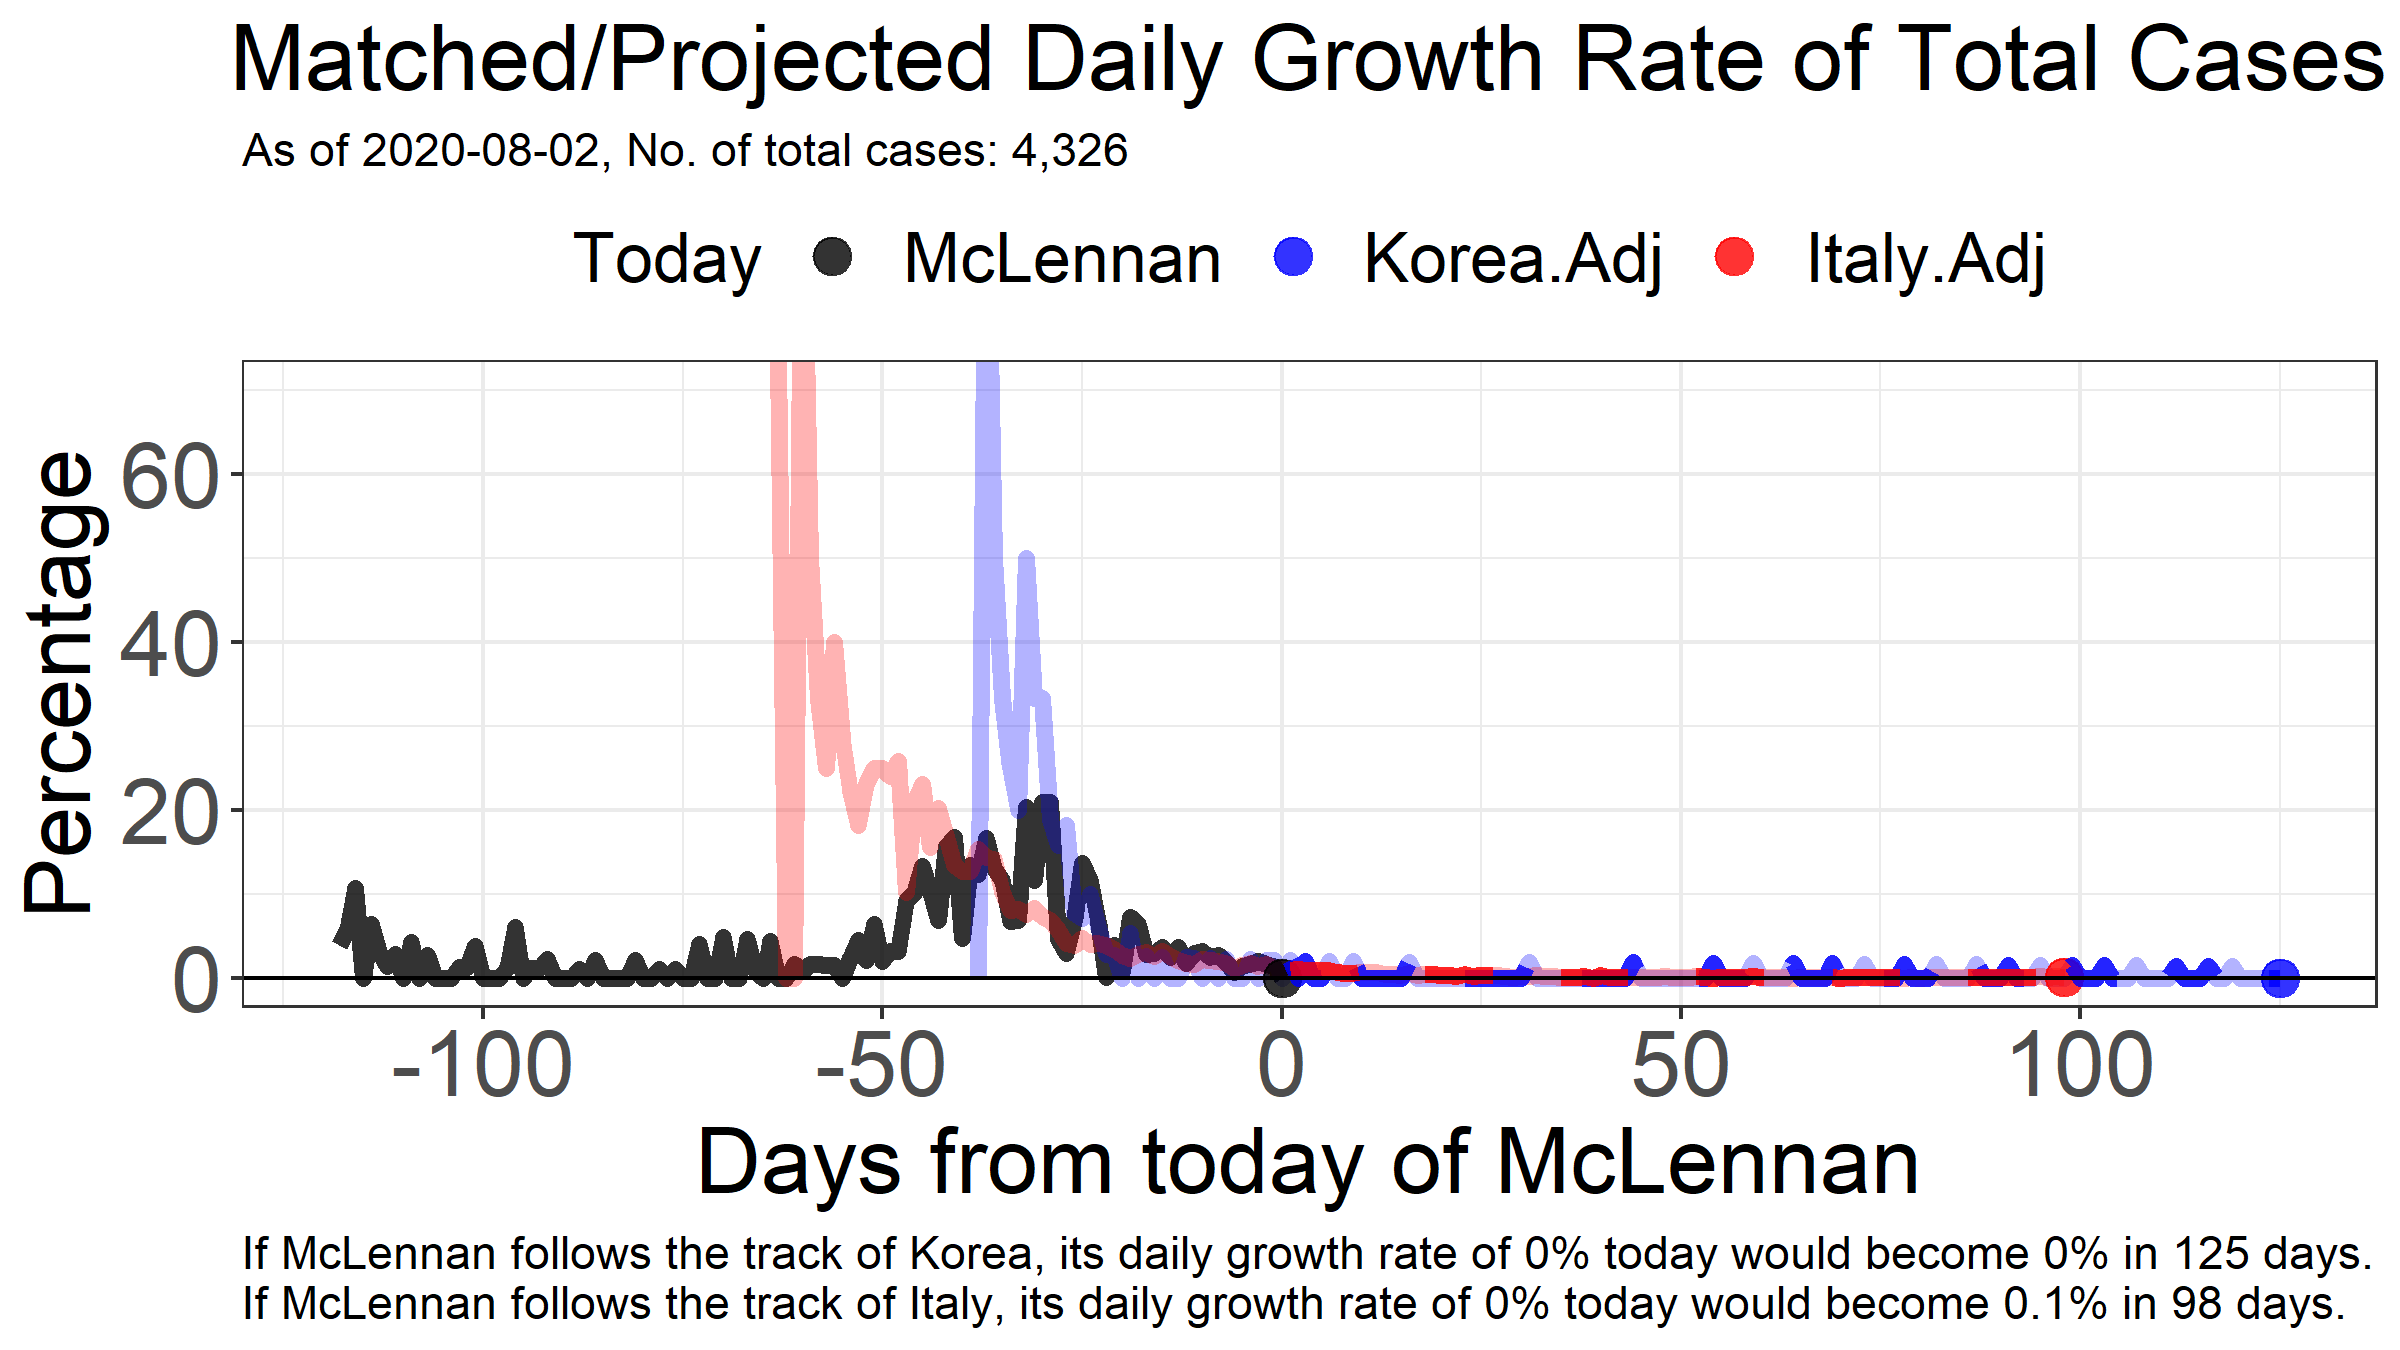 Matched/Projected Daily Growth Rate of Total Cases
As of 2020-08-02, No. of total cases: 4,326
Today McLennan Korea.Adj Italy.Adj
Percentage
60
40
20
0
-100 -50 0 50 100
Days from today of McLennan
If McLennan follows the track of Korea, its daily growth rate of 0% today would become 0% in 125 days.
If McLennan follows the track of Italy, its daily growth rate of 0% today would become 0.1% in 98 days.